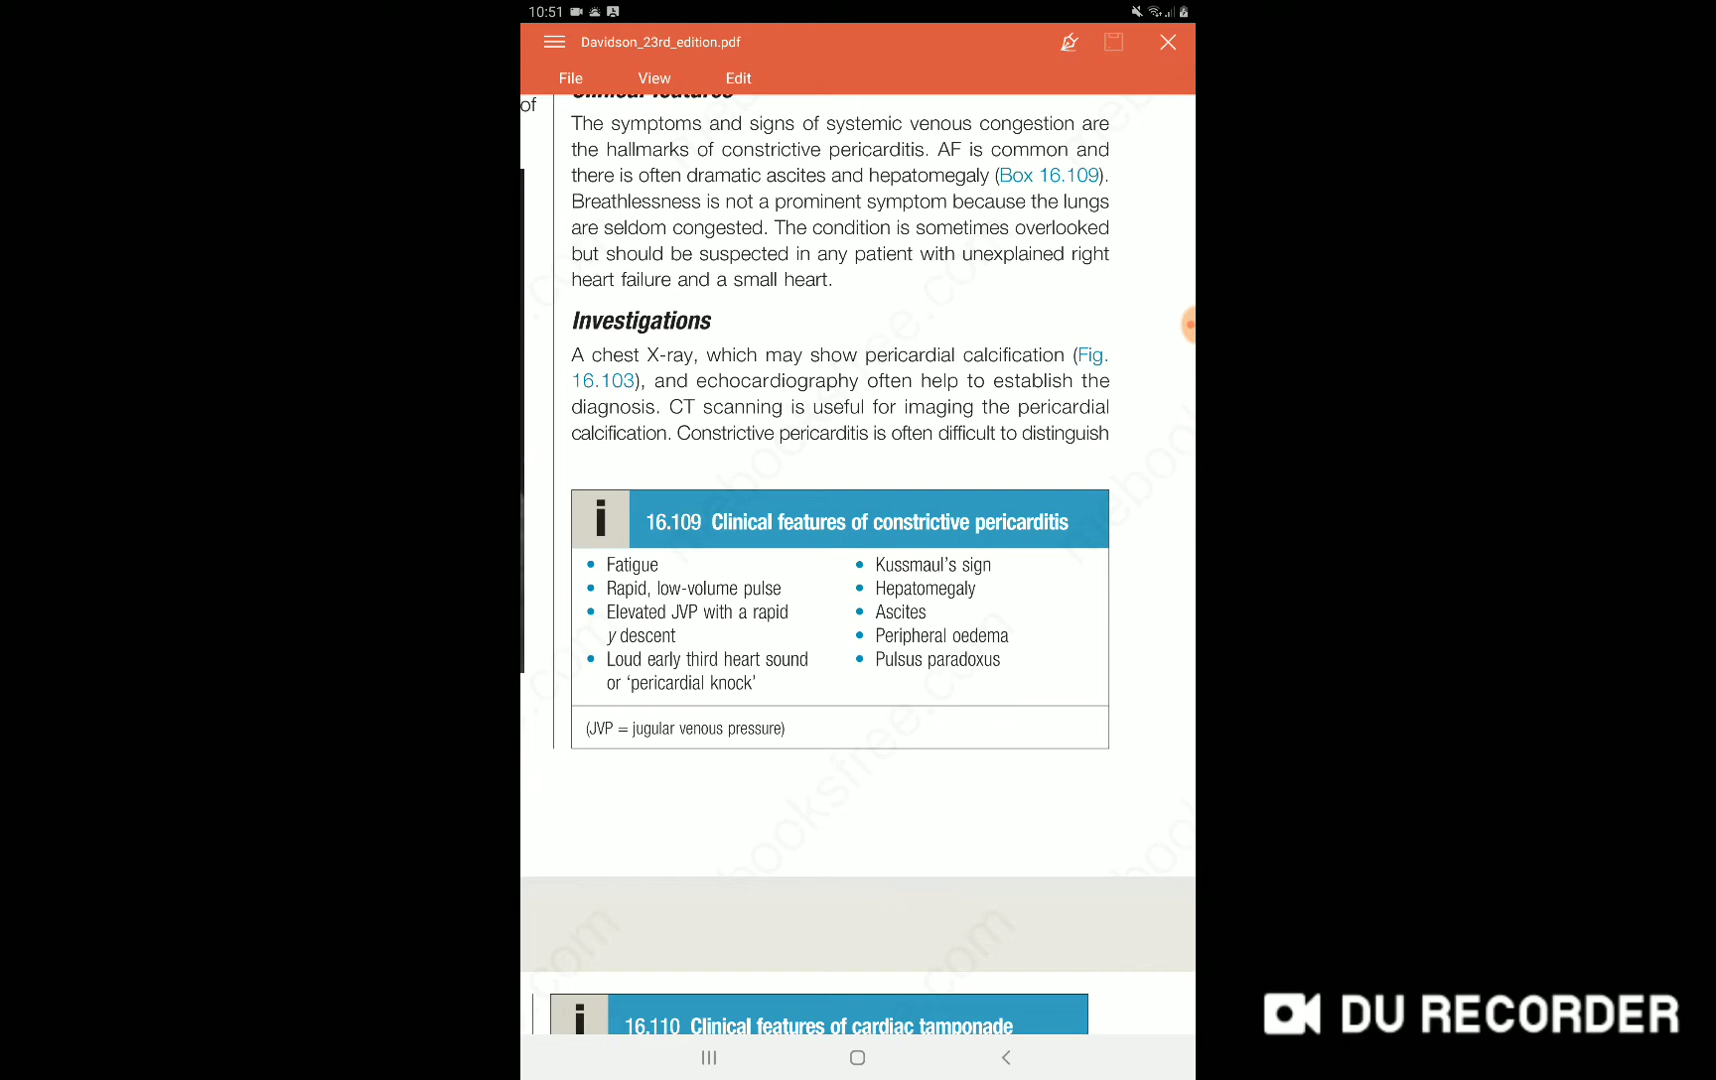 10:51
Davidson_23rd_edition.pdf
File View Edit
of
Clinical features
The symptoms and signs of systemic venous congestion are
the hallmarks of constrictive pericarditis. AF is common and
there is often dramatic ascites and hepatomegaly (Box 16.109).
Breathlessness is not a prominent symptom because the lungs
are seldom congested. The condition is sometimes overlooked
but should be suspected in any patient with unexplained right
heart failure and a small heart.
Investigations
A chest X-ray, which may show pericardial calcification (Fig.
16.103), and echocardiography often help to establish the
diagnosis. CT scanning is useful for imaging the pericardial
calcification. Constrictive pericarditis is often difficult to distinguish
i 16.109 Clinical features of constrictive pericarditis
• Fatigue
• Rapid, low-volume pulse
• Elevated JVP with a rapid
y descent
• Loud early third heart sound
or ‘pericardial knock’
• Kussmaul’s sign
• Hepatomegaly
• Ascites
• Peripheral oedema
• Pulsus paradoxus
(JVP = jugular venous pressure)
i 16.110 Clinical features of cardiac tamponade
DU RECORDER